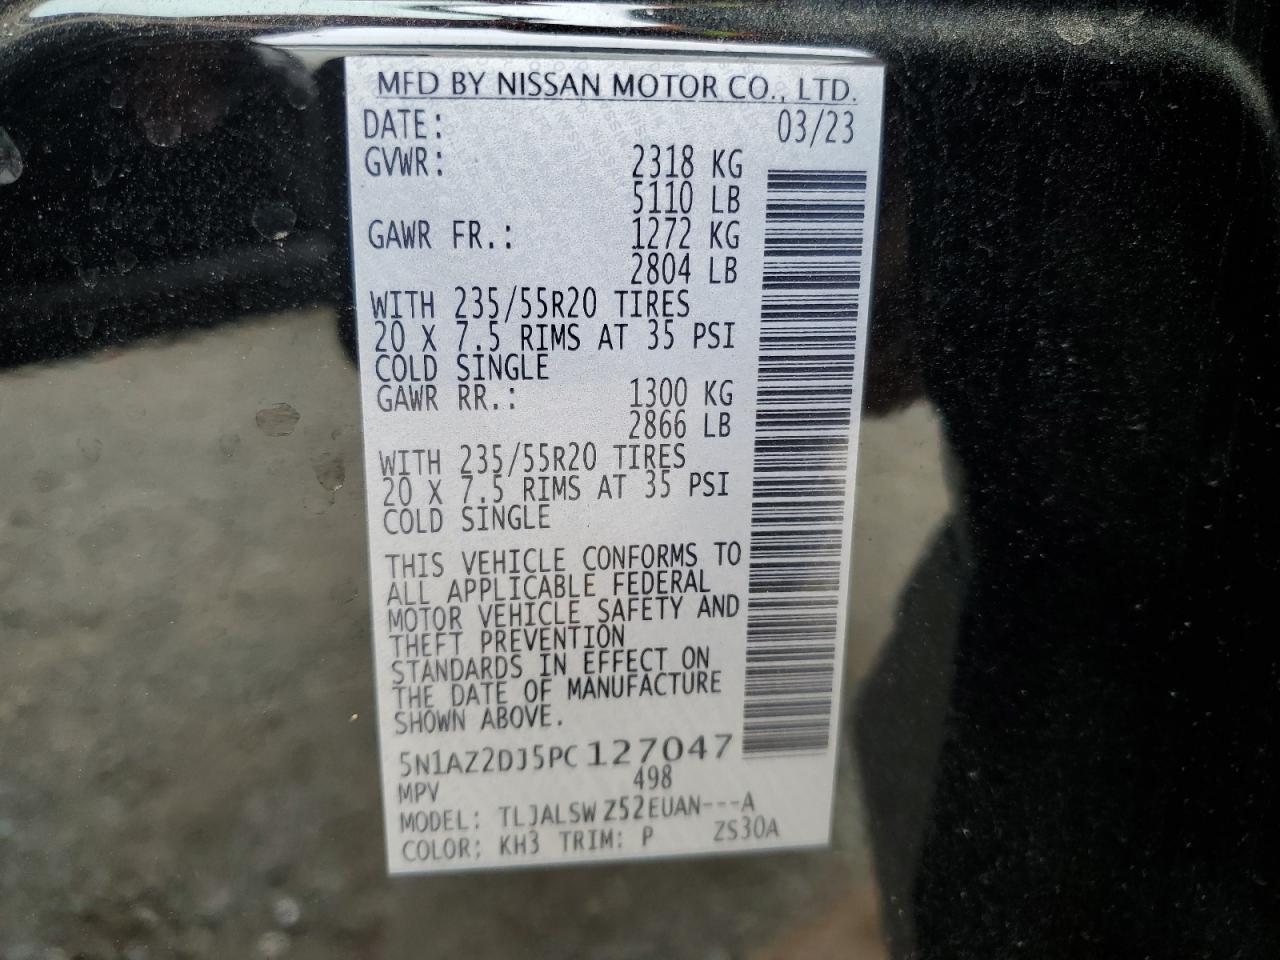 MFD BY NISSAN MOTOR CO., LTD.
DATE: 03/23
GVWR: 2318 KG
5110 LB
GAWR FR.: 1272 KG
2804 LB
WITH 235/55R20 TIRES
20 X 7.5 RIMS AT 35 PSI
COLD SINGLE
GAWR RR.: 1300 KG
2866 LB
WITH 235/55R20 TIRES
20 X 7.5 RIMS AT 35 PSI
COLD SINGLE
THIS VEHICLE CONFORMS TO
ALL APPLICABLE FEDERAL
MOTOR VEHICLE SAFETY AND
THEFT PREVENTION
STANDARDS IN EFFECT ON
THE DATE OF MANUFACTURE
SHOWN ABOVE.
5N1AZ2DJ5PC127047
MPV 498
MODEL: TLJALSW Z52EUAN---A
COLOR: KH3 TRIM: P ZS30A